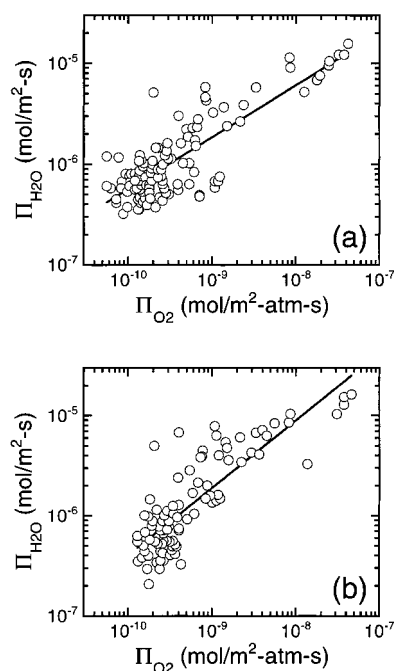 10⁻⁵
10⁻⁶
10⁻⁷
Π_H2O (mol/m²-s)
(a)
10⁻¹⁰ 10⁻⁹ 10⁻⁸ 10⁻⁷
Π_O2 (mol/m²-atm-s)
10⁻⁵
10⁻⁶
10⁻⁷
Π_H2O (mol/m²-s)
(b)
10⁻¹⁰ 10⁻⁹ 10⁻⁸ 10⁻⁷
Π_O2 (mol/m²-atm-s)